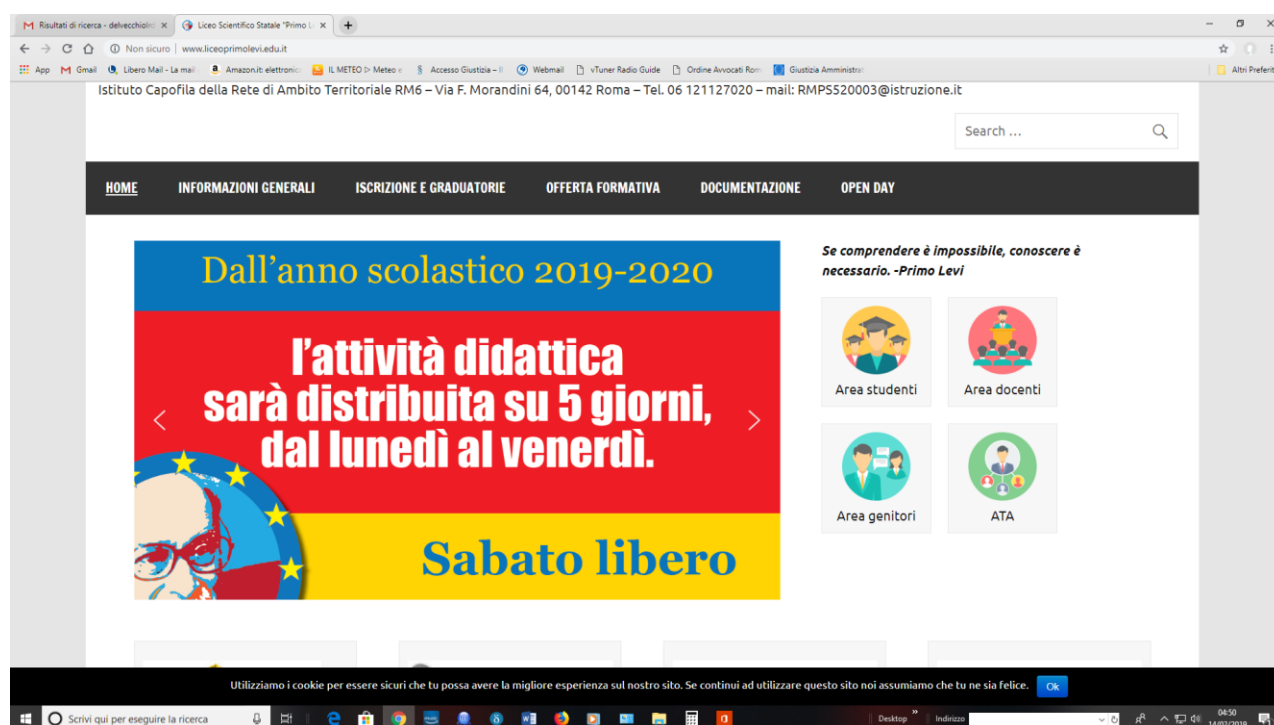 Risultati di ricerca - delvecchiolr
Liceo Scientifico Statale "Primo L
Non sicuro
www.liceoprimolevi.edu.it
App
Gmail
Libero Mail - La mail
Amazon.it: elettronic
IL METEO ▷ Meteo e
Accesso Giustizia – Il
Webmail
vTuner Radio Guide
Ordine Avvocati Rom
Giustizia Amministrat
Altri Preferit
Istituto Capofila della Rete di Ambito Territoriale RM6 – Via F. Morandini 64, 00142 Roma – Tel. 06 121127020 – mail: RMPS520003@istruzione.it
Search ...
HOME
INFORMAZIONI GENERALI
ISCRIZIONE E GRADUATORIE
OFFERTA FORMATIVA
DOCUMENTAZIONE
OPEN DAY
Dall'anno scolastico 2019-2020
l'attività didattica
sarà distribuita su 5 giorni,
dal lunedì al venerdì.
Sabato libero
Se comprendere è impossibile, conoscere è
necessario. -Primo Levi
Area studenti
Area docenti
Area genitori
ATA
Utilizziamo i cookie per essere sicuri che tu possa avere la migliore esperienza sul nostro sito. Se continui ad utilizzare questo sito noi assumiamo che tu ne sia felice.
Ok
Scrivi qui per eseguire la ricerca
Desktop
Indirizzo
04:50
14/02/2019